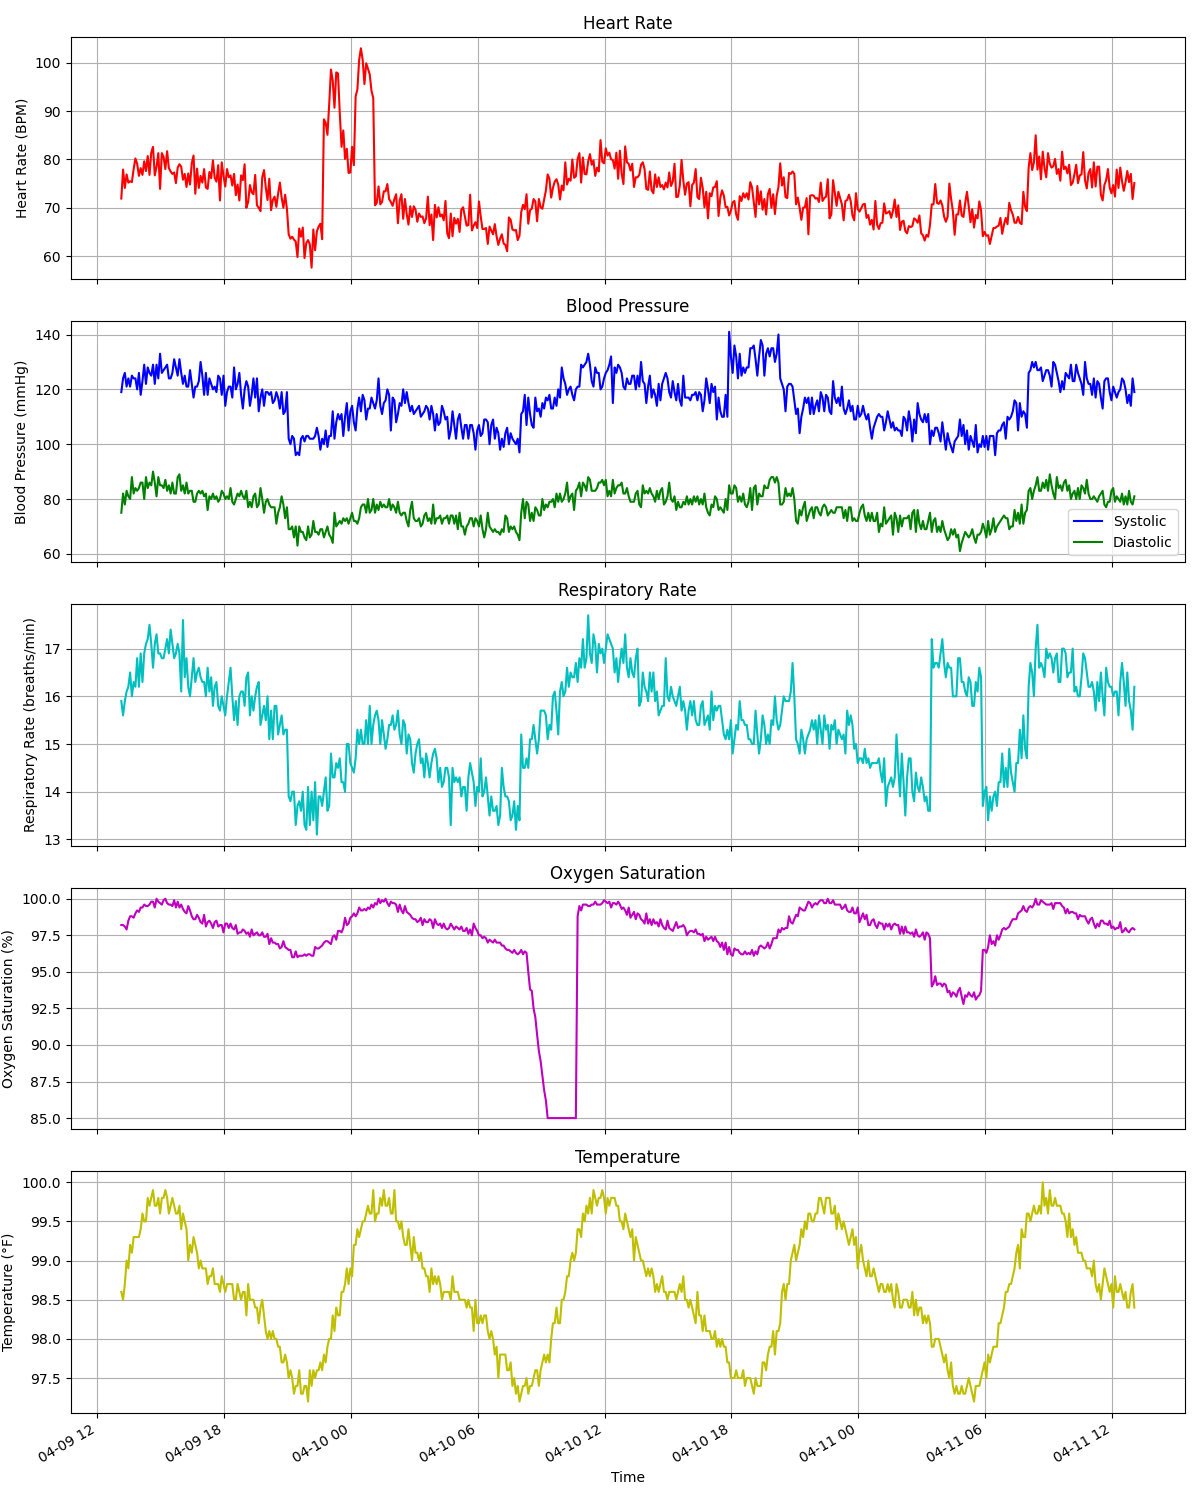 Heart Rate
Heart Rate (BPM)
100
90
80
70
60
Blood Pressure
Blood Pressure (mmHg)
140
120
100
80
60
Systolic
Diastolic
Respiratory Rate
Respiratory Rate (breaths/min)
17
16
15
14
13
Oxygen Saturation
Oxygen Saturation (%)
100.0
97.5
95.0
92.5
90.0
87.5
85.0
Temperature
Temperature (°F)
100.0
99.5
99.0
98.5
98.0
97.5
04-09 12
04-09 18
04-10 00
04-10 06
04-10 12
04-10 18
04-11 00
04-11 06
04-11 12
Time